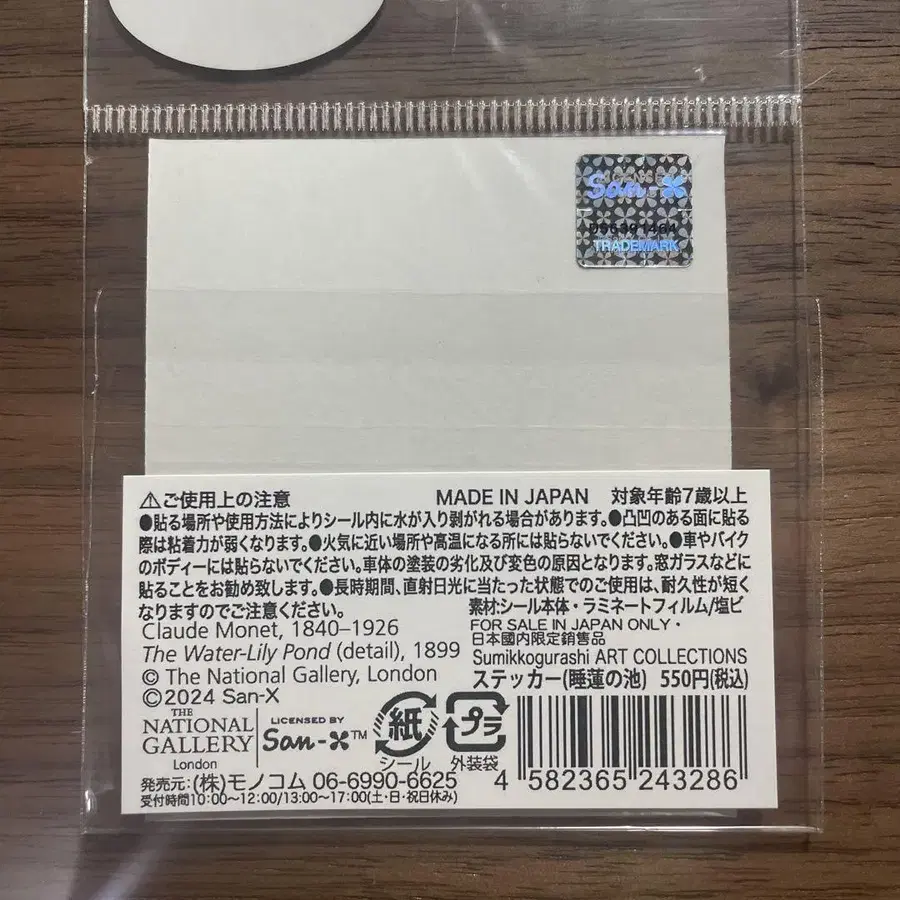 San-X
TRADEMARK
⚠ご使用上の注意 MADE IN JAPAN 対象年齢7歳以上
●貼る場所や使用方法によりシール内に水が入り剥がれる場合があります。●凸凹のある面に貼る
際は粘着力が弱くなります。●火気に近い場所や高温になる所には貼らないでください。●車やバイク
のボディーには貼らないでください。車体の塗装の劣化及び変色の原因となります。窓ガラスなどに
貼ることをお勧め致します。●長時期間、直射日光に当たった状態でのご使用は、耐久性が短く
なりますのでご注意ください。
素材:シール本体・ラミネートフィルム/塩ビ
Claude Monet, 1840–1926
FOR SALE IN JAPAN ONLY・
日本國内限定銷售品
The Water-Lily Pond (detail), 1899
Sumikkogurashi ART COLLECTIONS
© The National Gallery, London
ステッカー(睡蓮の池) 550円(税込)
©2024 San-X
THE
NATIONAL
GALLERY
London
LICENSED BY
San-X™
紙
シール
プラ
外装袋
4 582365 243286
発売元:(株)モノコム 06-6990-6625
受付時間10:00〜12:00/13:00〜17:00(土・日・祝日休み)